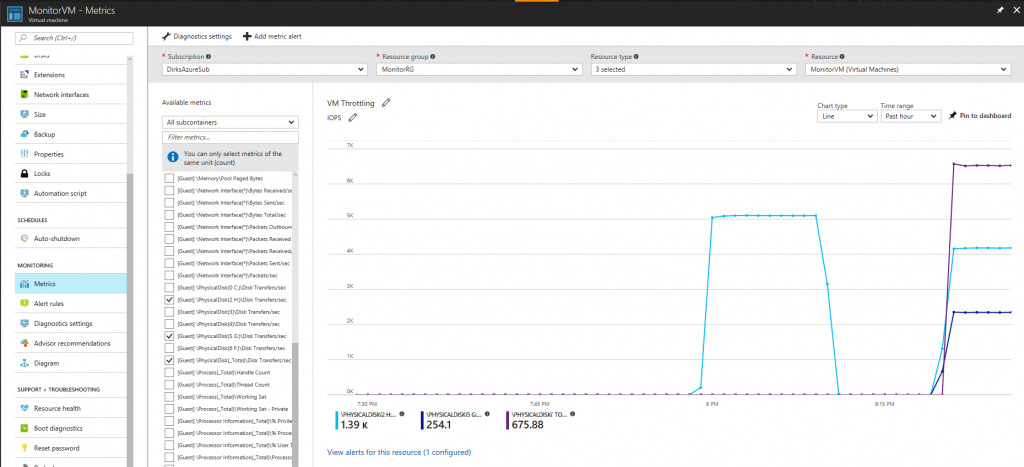 MonitorVM - Metrics
Virtual machine
Search (Ctrl+/)
Extensions
Network interfaces
Size
Backup
Properties
Locks
Automation script
SCHEDULES
Auto-shutdown
MONITORING
Metrics
Alert rules
Diagnostics settings
Advisor recommendations
Diagram
SUPPORT + TROUBLESHOOTING
Resource health
Boot diagnostics
Reset password
Diagnostics settings
Add metric alert
* Subscription
DirksAzureSub
* Resource group
MonitorRG
Resource type
3 selected
* Resource
MonitorVM (Virtual Machines)
Available metrics
All subcontainers
Filter metrics...
You can only select metrics of the
same unit (count)
[Guest] \Memory\Pool Paged Bytes
[Guest] \Network Interface(*)\Bytes Received/se
[Guest] \Network Interface(*)\Bytes Sent/sec
[Guest] \Network Interface(*)\Bytes Total/sec
[Guest] \Network Interface(*)\Packets Outboun
[Guest] \Network Interface(*)\Packets Received
[Guest] \Network Interface(*)\Packets Received/
[Guest] \Network Interface(*)\Packets Sent/sec
[Guest] \Network Interface(*)\Packets/sec
[Guest] \PhysicalDisk(0 C:)\Disk Transfers/sec
[Guest] \PhysicalDisk(2 H:)\Disk Transfers/sec
[Guest] \PhysicalDisk(3)\Disk Transfers/sec
[Guest] \PhysicalDisk(4)\Disk Transfers/sec
[Guest] \PhysicalDisk(5 G:)\Disk Transfers/sec
[Guest] \PhysicalDisk(6 F:)\Disk Transfers/sec
[Guest] \PhysicalDisk(_Total)\Disk Transfers/sec
[Guest] \Process(_Total)\Handle Count
[Guest] \Process(_Total)\Thread Count
[Guest] \Process(_Total)\Working Set
[Guest] \Process(_Total)\Working Set - Private
[Guest] \Processor Information(_Total)\% Privile
[Guest] \Processor Information(_Total)\% Proce
[Guest] \Processor Information(_Total)\% User T
[Guest] \Processor Information(_Total)\Process
VM Throttling
IOPS
Chart type
Line
Time range
Past hour
Pin to dashboard
7K
6K
5K
4K
3K
2K
1K
0K
7:30 PM
7:45 PM
8 PM
8:15 PM
\PHYSICALDISK(2 H:...
1.39 K
\PHYSICALDISK(5 G:...
254.1
\PHYSICALDISK(_TO...
675.88
View alerts for this resource (1 configured)